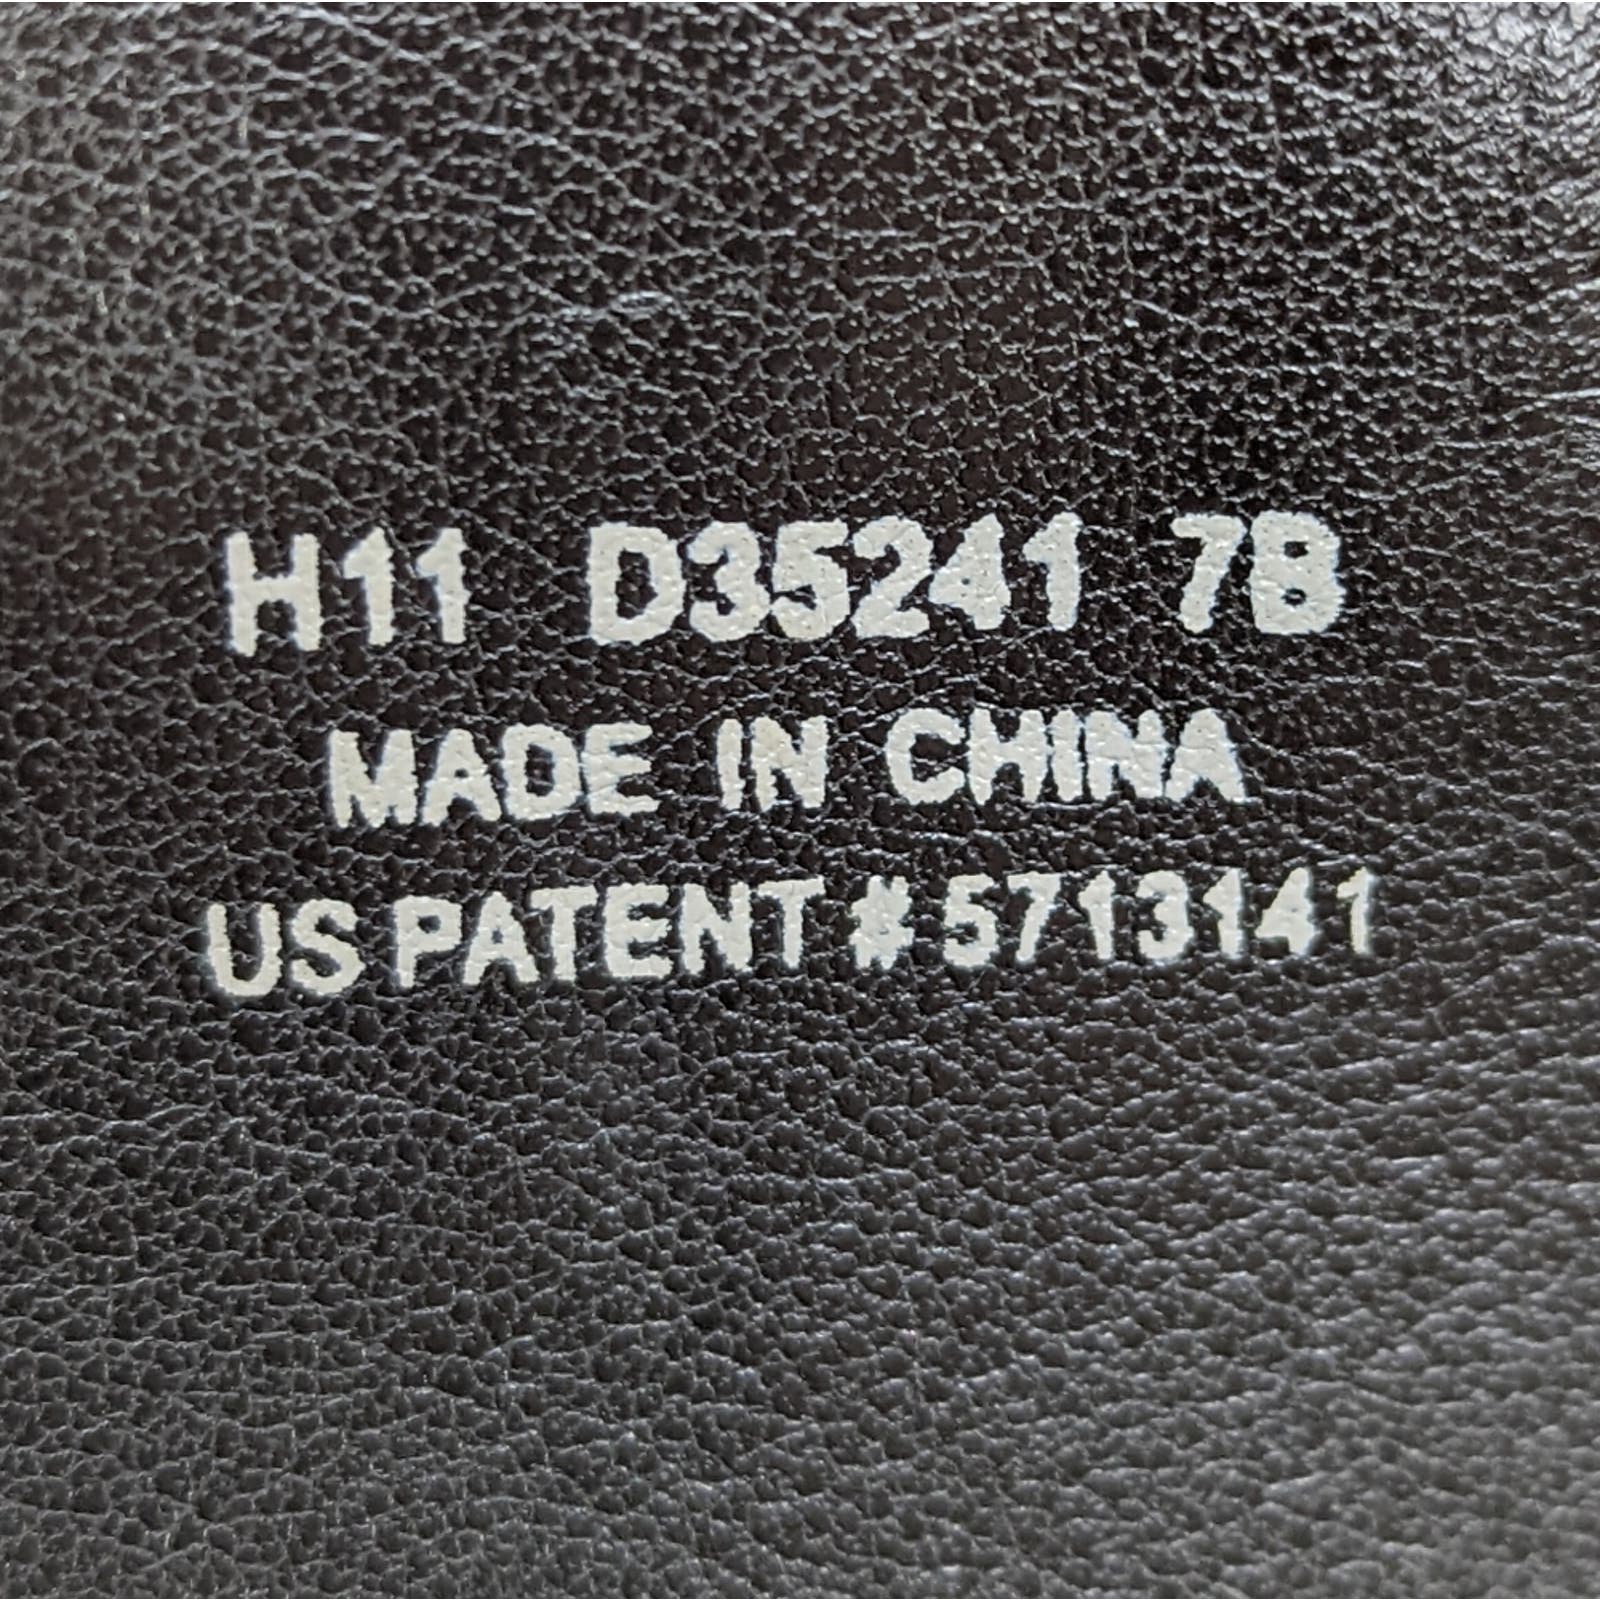 H11 D35241 7B
MADE IN CHINA
US PATENT # 5713141